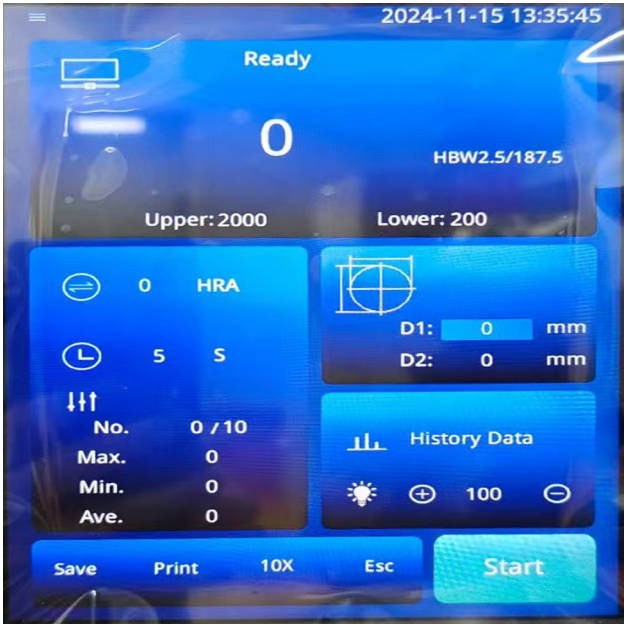 2024-11-15 13:35:45
Ready
0
HBW2.5/187.5
Upper: 2000 Lower: 200
0 HRA
5 S
No. 0 /10
Max. 0
Min. 0
Ave. 0
D1: 0 mm
D2: 0 mm
History Data
100
Save Print 10X Esc
Start